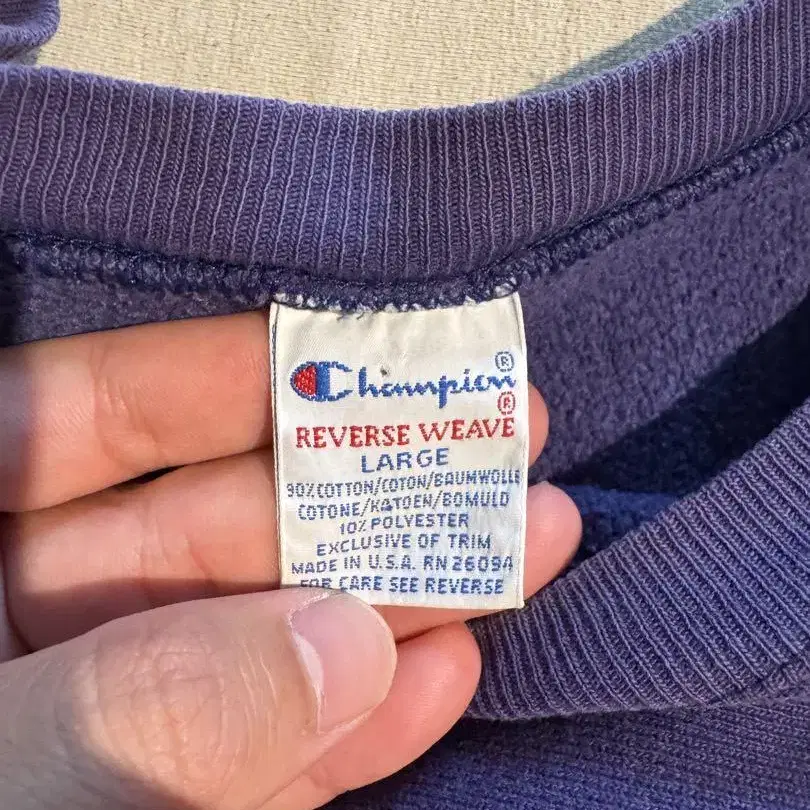 Champion®
REVERSE WEAVE®
LARGE
90% COTTON/COTON/BAUMWOLLE
COTONE/KATOEN/BOMULD
10% POLYESTER
EXCLUSIVE OF TRIM
MADE IN U.S.A. RN 26094
FOR CARE SEE REVERSE